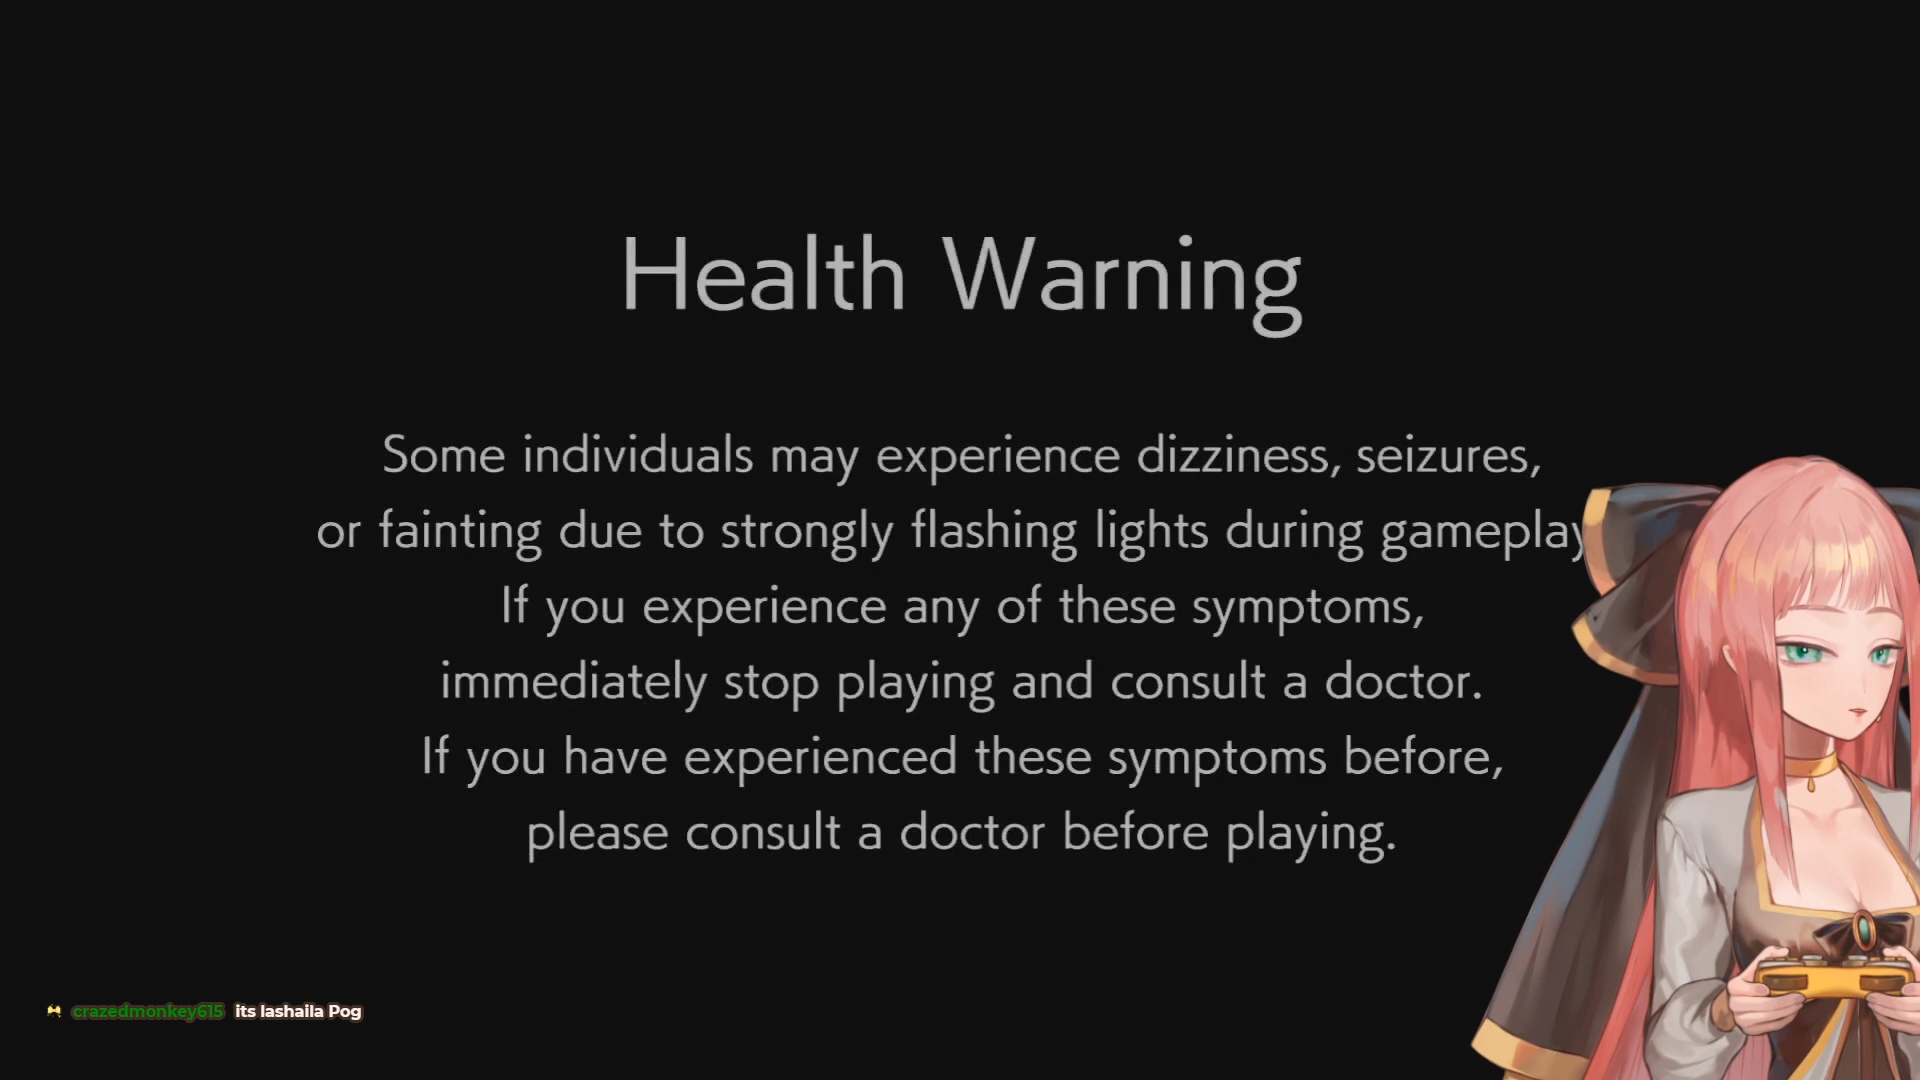 Health Warning
Some individuals may experience dizziness, seizures,
or fainting due to strongly flashing lights during gameplay
If you experience any of these symptoms,
immediately stop playing and consult a doctor.
If you have experienced these symptoms before,
please consult a doctor before playing.
crazedmonkey615 its lashaila Pog